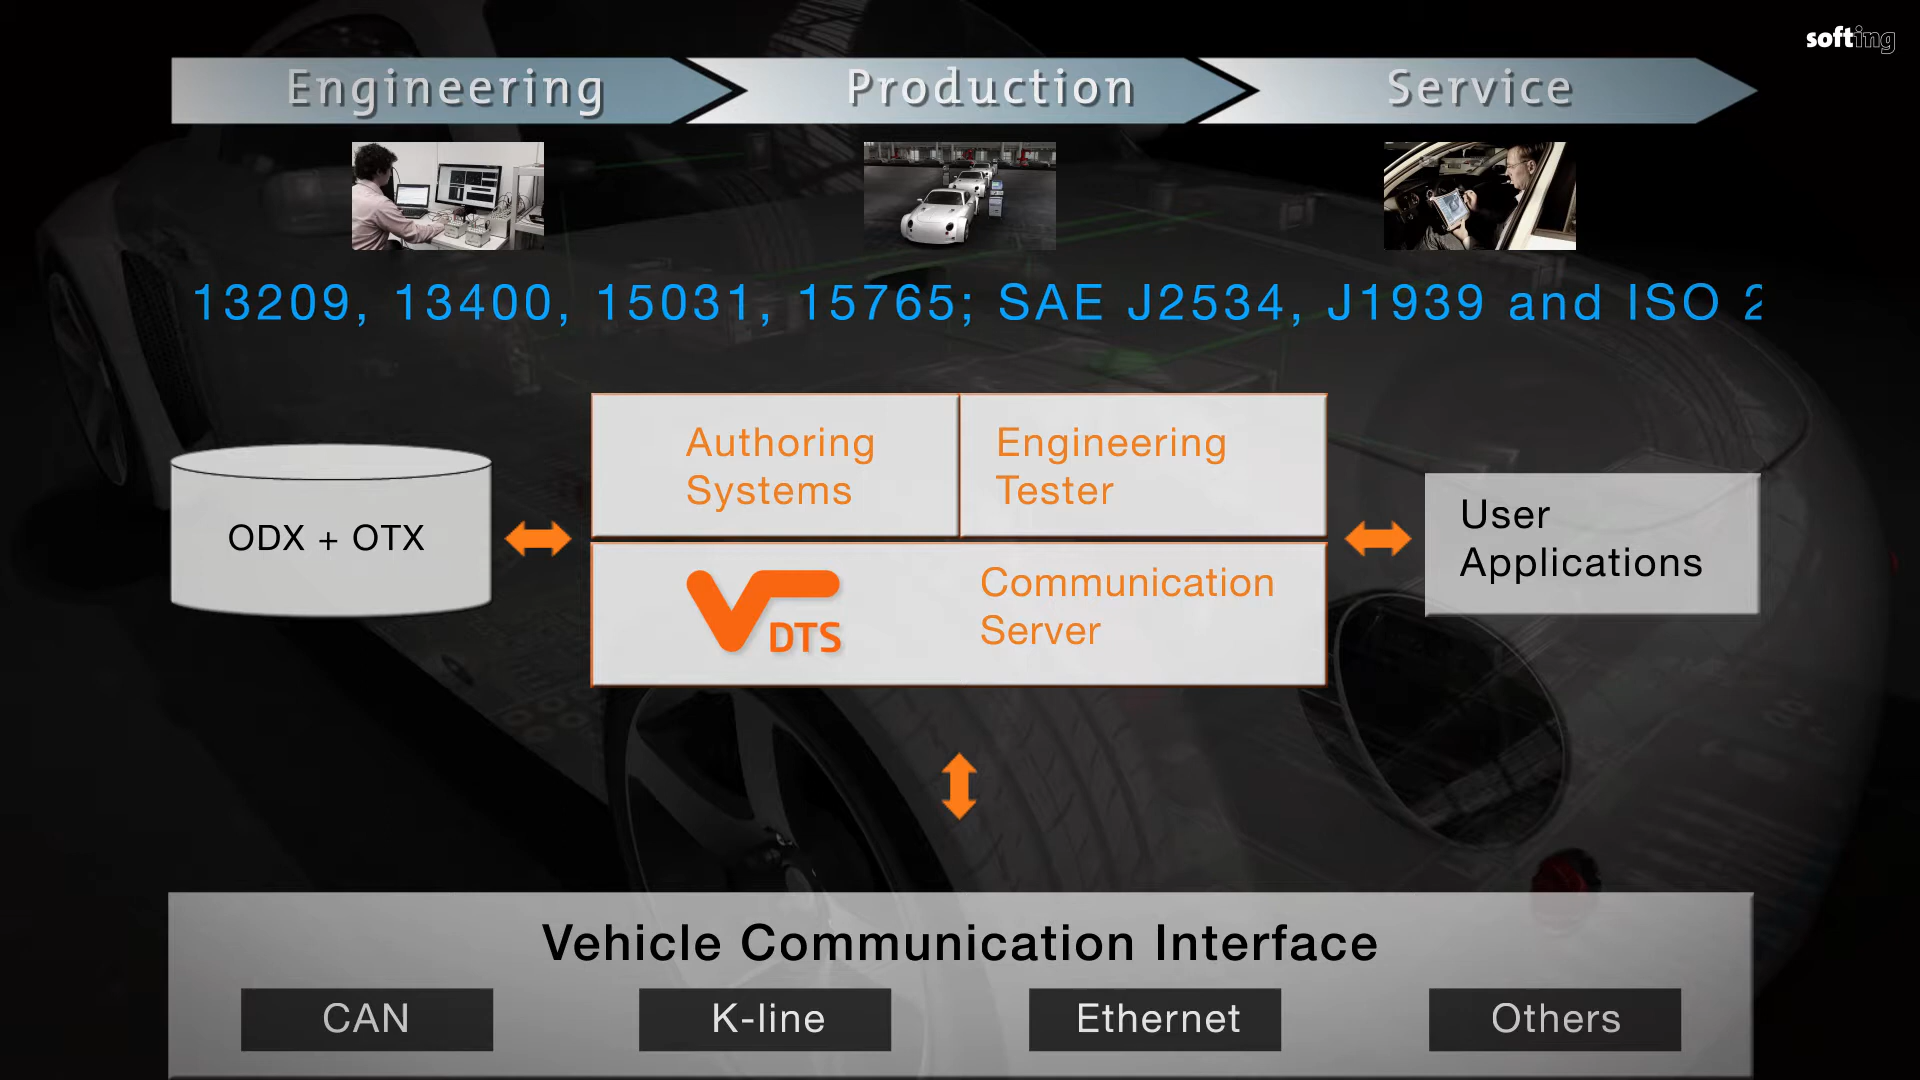 softing
Engineering
Production
Service
13209, 13400, 15031, 15765; SAE J2534, J1939 and ISO
Authoring
Systems
Engineering
Tester
ODX + OTX
User
Applications
DTS
Communication
Server
Vehicle Communication Interface
CAN
K-line
Ethernet
Others